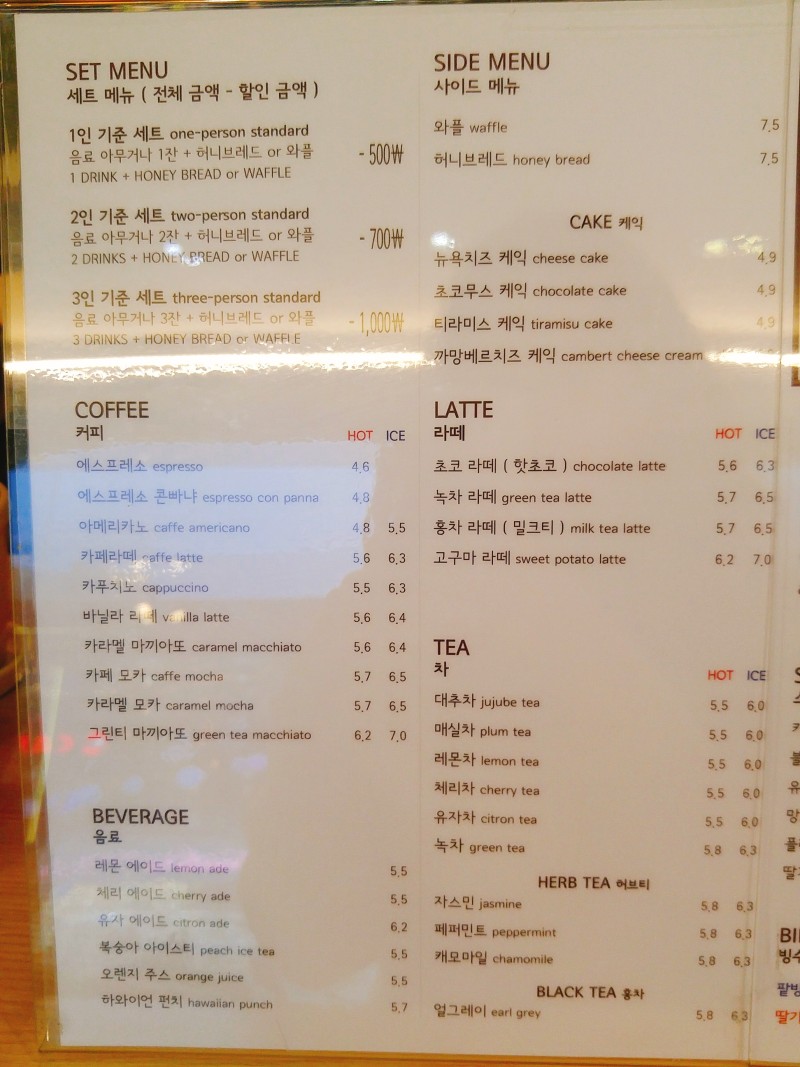 SET MENU
세트 메뉴 ( 전체 금액 - 할인 금액 )
1인 기준 세트 one-person standard
음료 아무거나 1잔 + 허니브레드 or 와플 - 500₩
1 DRINK + HONEY BREAD or WAFFLE
2인 기준 세트 two-person standard
음료 아무거나 2잔 + 허니브레드 or 와플 - 700₩
2 DRINKS + HONEY BREAD or WAFFLE
3인 기준 세트 three-person standard
음료 아무거나 3잔 + 허니브레드 or 와플 - 1,000₩
3 DRINKS + HONEY BREAD or WAFFLE
COFFEE
커피 HOT ICE
에스프레소 espresso 4.6
에스프레소 콘빠냐 espresso con panna 4.8
아메리카노 caffe americano 4.8 5.5
카페라떼 caffe latte 5.6 6.3
카푸치노 cappuccino 5.5 6.3
바닐라 라떼 vanilla latte 5.6 6.4
카라멜 마끼아또 caramel macchiato 5.6 6.4
카페 모카 caffe mocha 5.7 6.5
카라멜 모카 caramel mocha 5.7 6.5
그린티 마끼아또 green tea macchiato 6.2 7.0
BEVERAGE
음료
레몬 에이드 lemon ade 5.5
체리 에이드 cherry ade 5.5
유자 에이드 citron ade 6.2
복숭아 아이스티 peach ice tea 5.5
오렌지 주스 orange juice 5.5
하와이언 펀치 hawaiian punch 5.7
SIDE MENU
사이드 메뉴
와플 waffle 7.5
허니브레드 honey bread 7.5
CAKE 케익
뉴욕치즈 케익 cheese cake 4.9
초코무스 케익 chocolate cake 4.9
티라미스 케익 tiramisu cake 4.9
까망베르치즈 케익 cambert cheese cream
LATTE
라떼 HOT ICE
초코 라떼 ( 핫초코 ) chocolate latte 5.6 6.3
녹차 라떼 green tea latte 5.7 6.5
홍차 라떼 ( 밀크티 ) milk tea latte 5.7 6.5
고구마 라떼 sweet potato latte 6.2 7.0
TEA
차 HOT ICE
대추차 jujube tea 5.5 6.0
매실차 plum tea 5.5 6.0
레몬차 lemon tea 5.5 6.0
체리차 cherry tea 5.5 6.0
유자차 citron tea 5.5 6.0
녹차 green tea 5.8 6.3
HERB TEA 허브티
자스민 jasmine 5.8 6.3
페퍼민트 peppermint 5.8 6.3
캐모마일 chamomile 5.8 6.3
BLACK TEA 홍차
얼그레이 earl grey 5.8 6.3